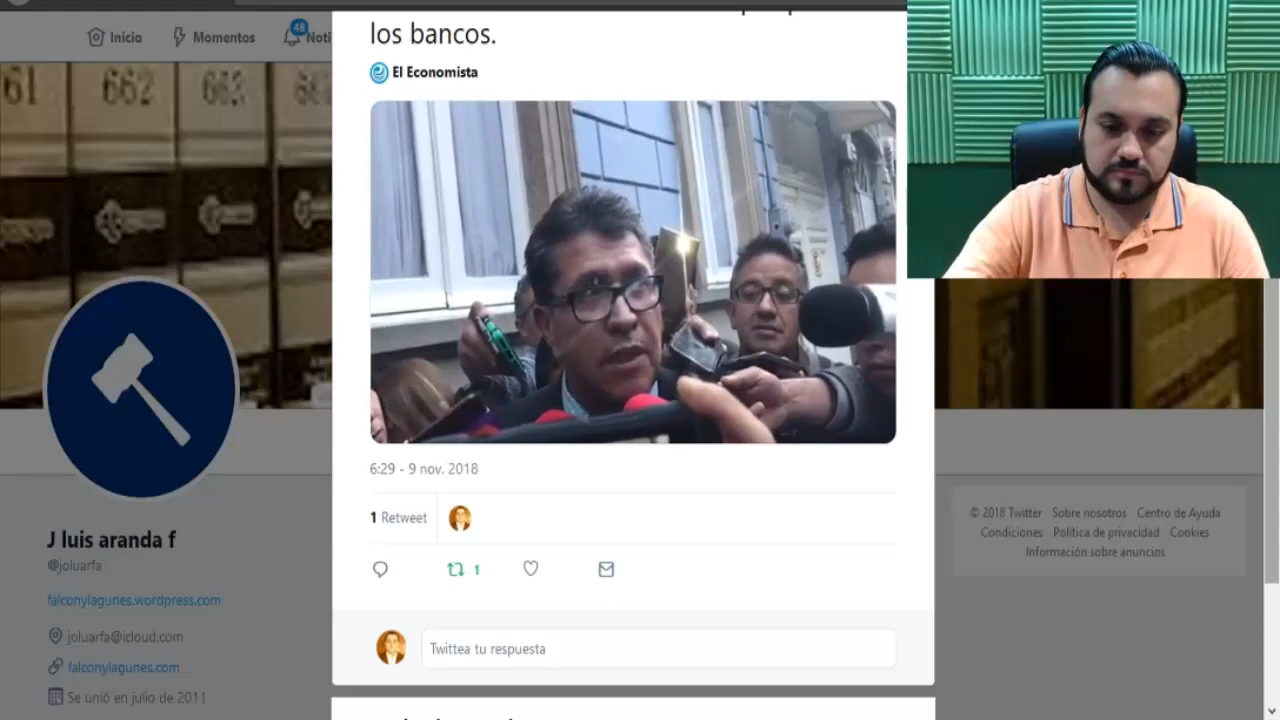 Inicio
Momentos
48
Noti
los bancos.
El Economista
61
662
663
6:29 - 9 nov. 2018
1 Retweet
1
Twittea tu respuesta
J luis aranda f
@joluarfa
falconylagunes.wordpress.com
joluarfa@icloud.com
falconylagunes.com
Se unió en julio de 2011
© 2018 Twitter Sobre nosotros Centro de Ayuda
Condiciones Política de privacidad Cookies
Información sobre anuncios